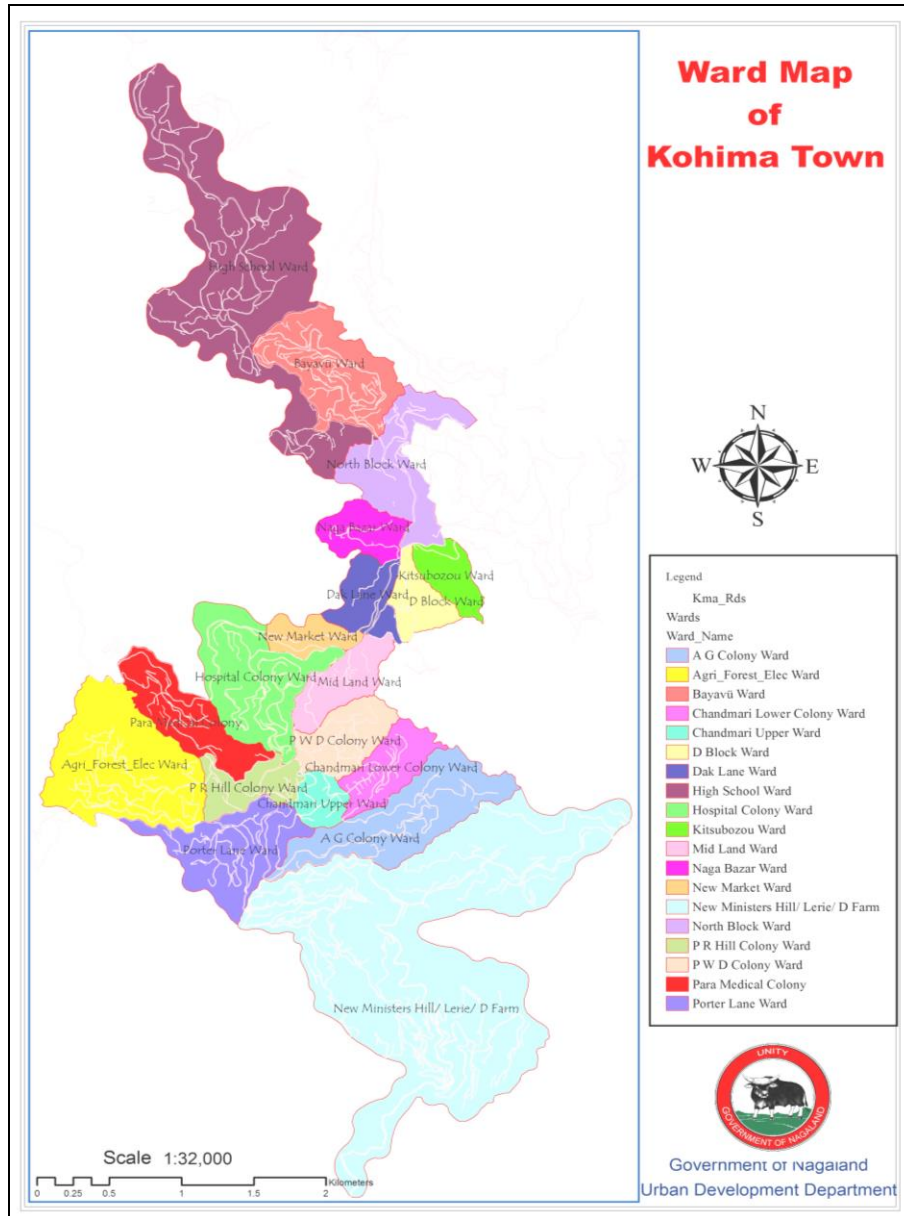 Ward Map
of
Kohima Town
High School Ward
Bayavü Ward
North Block Ward
Naga Bazar Ward
Kitsubozou Ward
Dak Lane Ward
D Block Ward
New Market Ward
Hospital Colony Ward
Mid Land Ward
Para Medical Colony
P W D Colony Ward
Agri_Forest_Elec Ward
Chandmari Lower Colony Ward
P R Hill Colony Ward
Chandmari Upper Ward
A G Colony Ward
Porter Lane Ward
New Ministers Hill/ Lerie/ D Farm
N
W E
S
Legend
Kma_Rds
Wards
Ward_Name
A G Colony Ward
Agri_Forest_Elec Ward
Bayavü Ward
Chandmari Lower Colony Ward
Chandmari Upper Ward
D Block Ward
Dak Lane Ward
High School Ward
Hospital Colony Ward
Kitsubozou Ward
Mid Land Ward
Naga Bazar Ward
New Market Ward
New Ministers Hill/ Lerie/ D Farm
North Block Ward
P R Hill Colony Ward
P W D Colony Ward
Para Medical Colony
Porter Lane Ward
UNITY
GOVERNMENT OF NAGALAND
Government of Nagaland
Urban Development Department
Scale 1:32,000
Kilometers
0 0.25 0.5 1 1.5 2